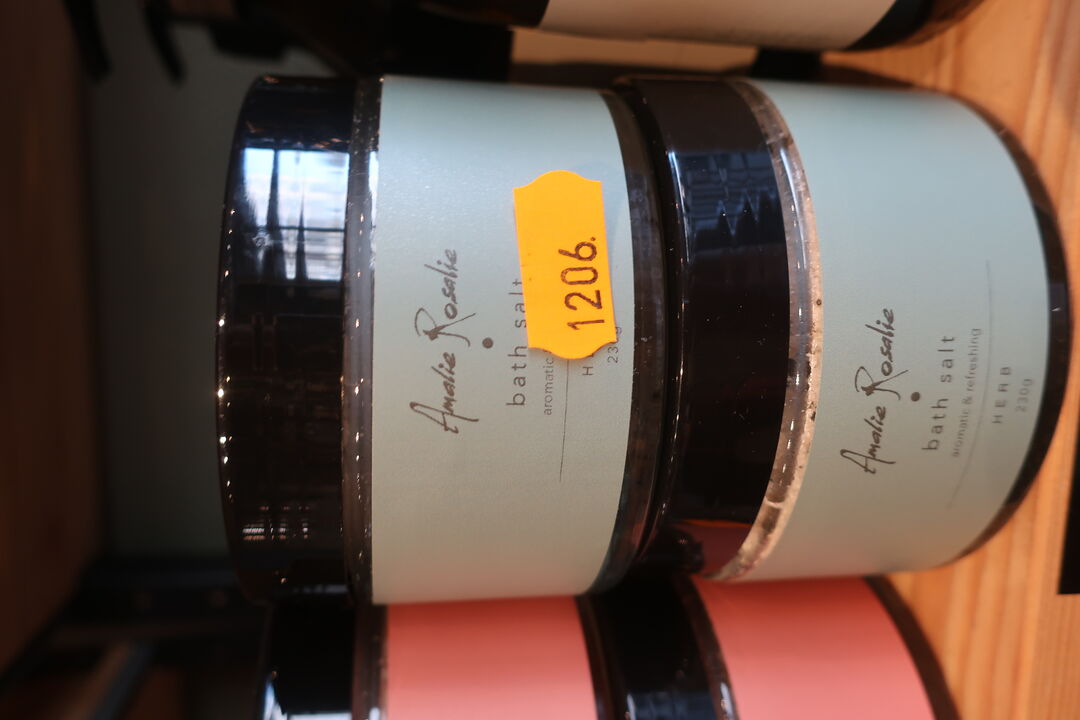 Amalie Rosalie
bath salt
aromatic
H
230g
1206.
Amalie Rosalie
bath salt
aromatic & refreshing
HERB
230g